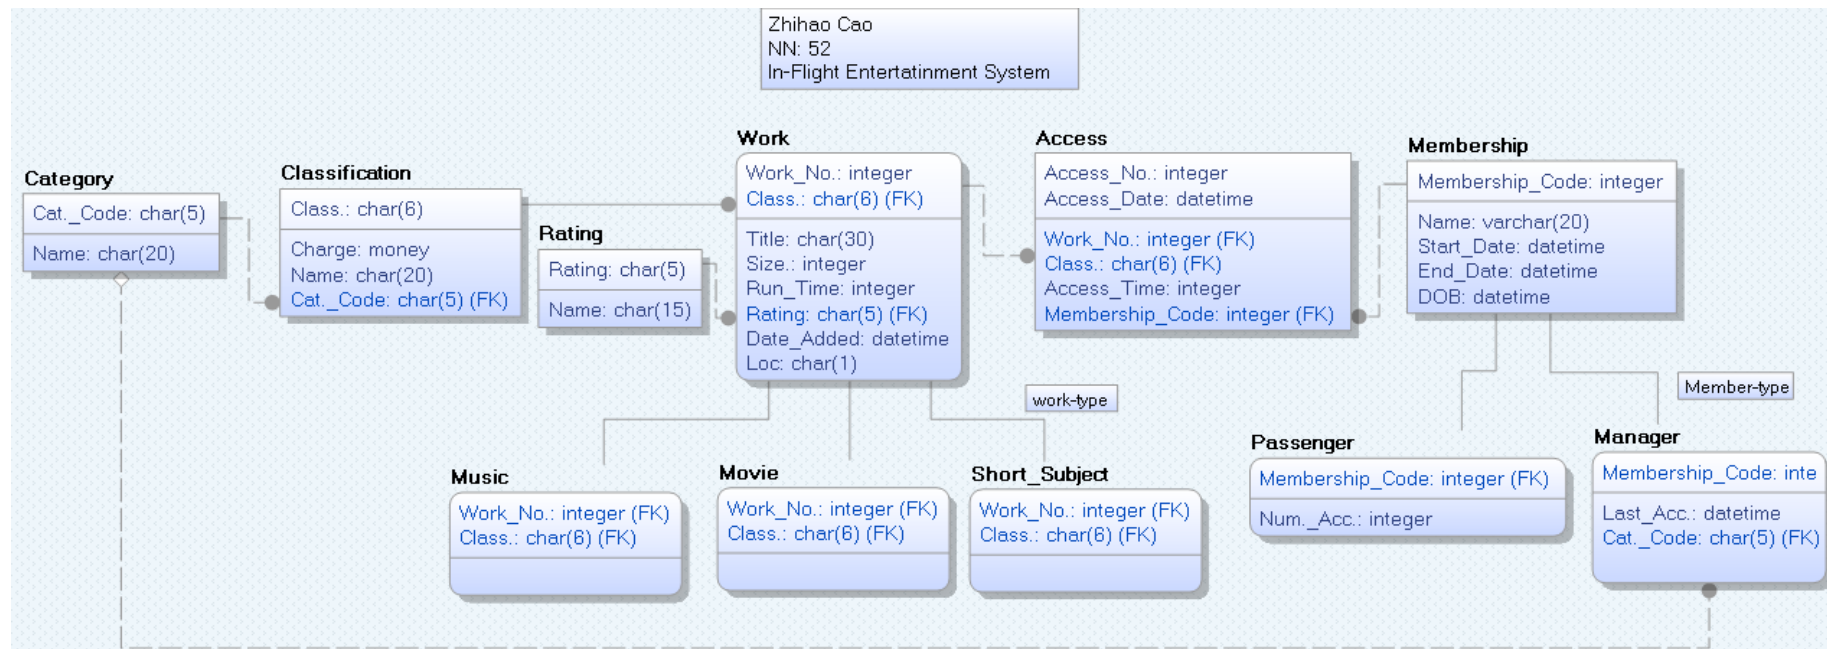 Zhihao Cao
NN: 52
In-Flight Entertatinment System
Category
Cat._Code: char(5)
Name: char(20)
Classification
Class.: char(6)
Charge: money
Name: char(20)
Cat._Code: char(5) (FK)
Rating
Rating: char(5)
Name: char(15)
Work
Work_No.: integer
Class.: char(6) (FK)
Title: char(30)
Size.: integer
Run_Time: integer
Rating: char(5) (FK)
Date_Added: datetime
Loc: char(1)
Access
Access_No.: integer
Access_Date: datetime
Work_No.: integer (FK)
Class.: char(6) (FK)
Access_Time: integer
Membership_Code: integer (FK)
Membership
Membership_Code: integer
Name: varchar(20)
Start_Date: datetime
End_Date: datetime
DOB: datetime
work-type
Member-type
Music
Work_No.: integer (FK)
Class.: char(6) (FK)
Movie
Work_No.: integer (FK)
Class.: char(6) (FK)
Short_Subject
Work_No.: integer (FK)
Class.: char(6) (FK)
Passenger
Membership_Code: integer (FK)
Num._Acc.: integer
Manager
Membership_Code: inte
Last_Acc.: datetime
Cat._Code: char(5) (FK)